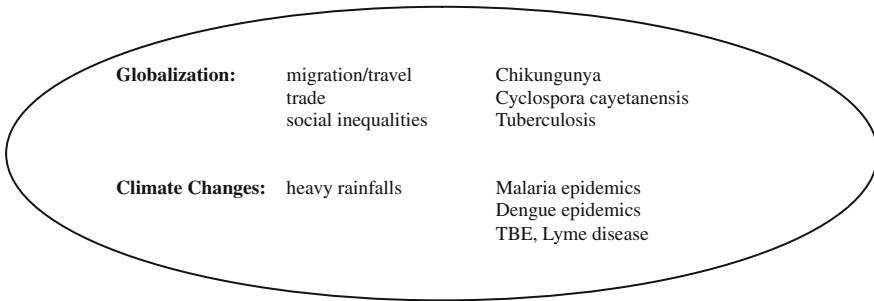 Globalization: migration/travel Chikungunya
trade Cyclospora cayetanensis
social inequalities Tuberculosis
Climate Changes: heavy rainfalls Malaria epidemics
Dengue epidemics
TBE, Lyme disease